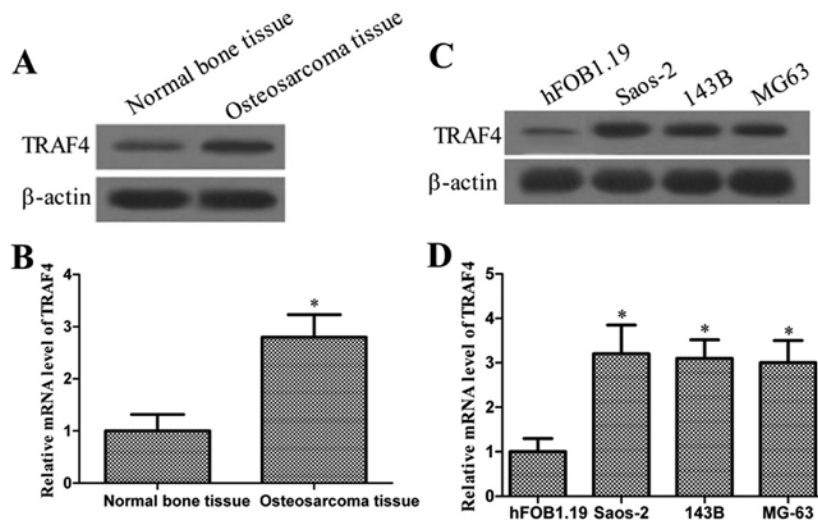 A
Normal bone tissue
Osteosarcoma tissue
TRAF4
β-actin
B
Relative mRNA level of TRAF4
4
3
2
1
0
*
Normal bone tissue
Osteosarcoma tissue
C
hFOB1.19
Saos-2
143B
MG63
TRAF4
β-actin
D
Relative mRNA level of TRAF4
5
4
3
2
1
0
*
*
*
hFOB1.19
Saos-2
143B
MG-63